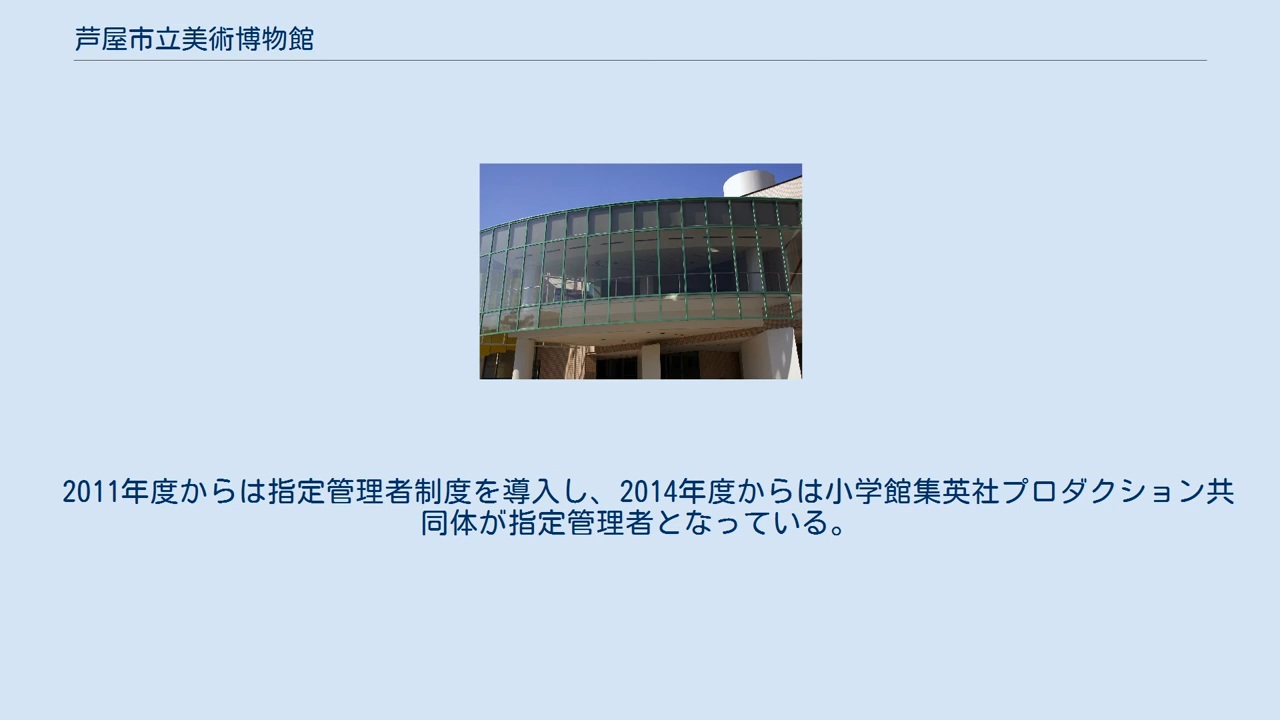 芦屋市立美術博物館
2011年度からは指定管理者制度を導入し、2014年度からは小学館集英社プロダクション共
同体が指定管理者となっている。